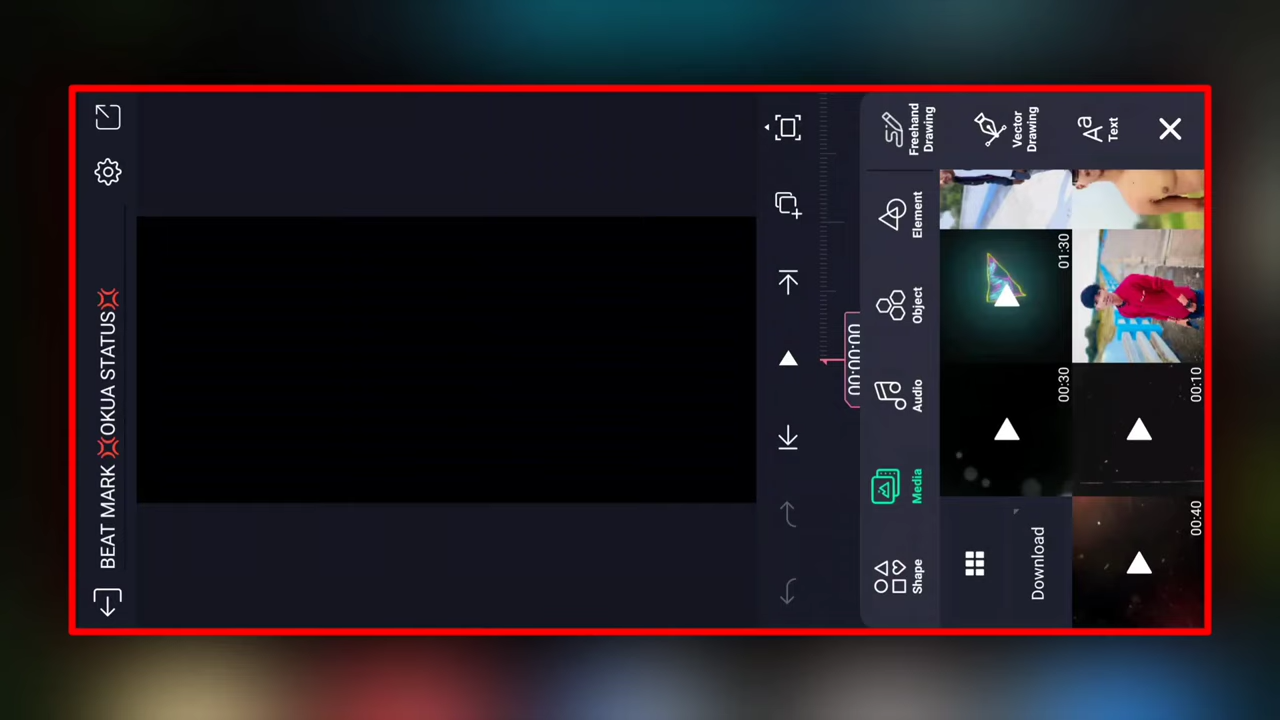 BEAT MARK 💢OKUA STATUS💢
00:00:00
Shape
Media
Audio
Object
Element
Freehand
Drawing
Vector
Drawing
Text
Download
00:30
01:30
00:40
00:10